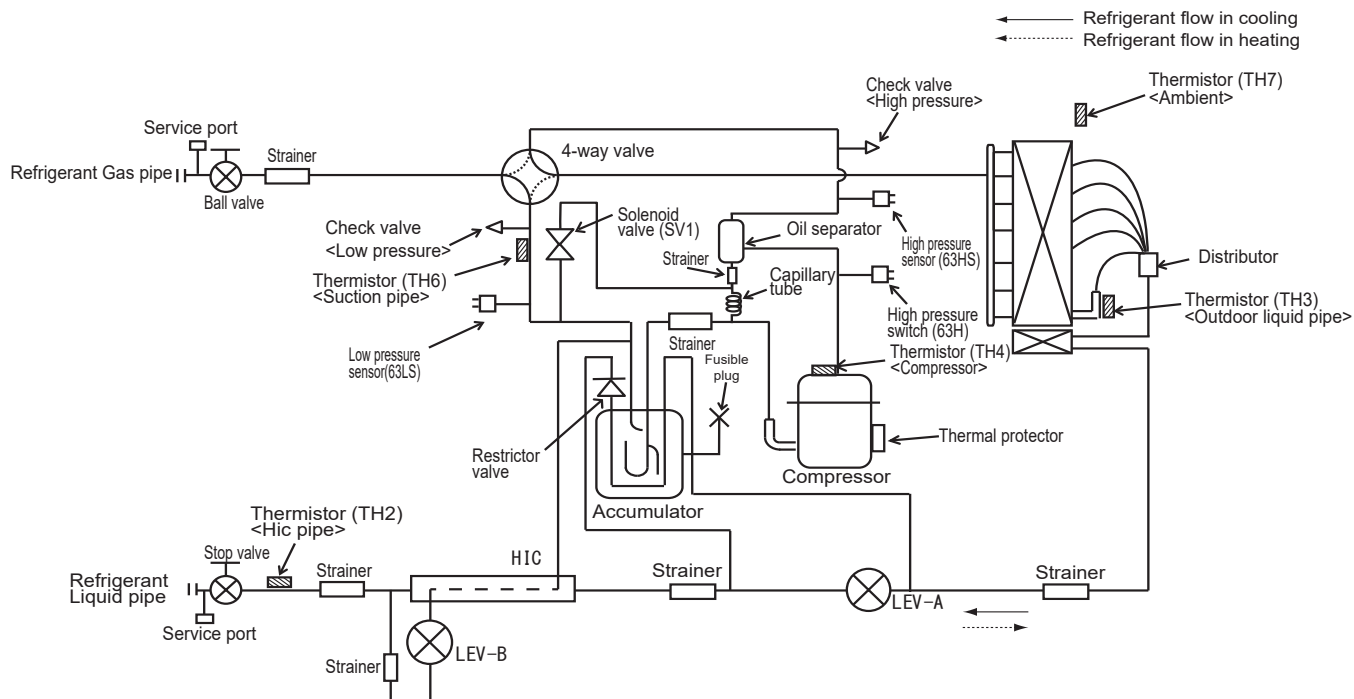 Refrigerant flow in cooling
Refrigerant flow in heating
Thermistor (TH7)
<Ambient>
Check valve
<High pressure>
Service port
Refrigerant Gas pipe
Ball valve
Strainer
4-way valve
Check valve
<Low pressure>
Thermistor (TH6)
<Suction pipe>
Solenoid
valve (SV1)
Strainer
Oil separator
Capillary
tube
High pressure
sensor (63HS)
High pressure
switch (63H)
Distributor
Thermistor (TH3)
<Outdoor liquid pipe>
Low pressure
sensor(63LS)
Strainer
Fusible
plug
Thermistor (TH4)
<Compressor>
Restrictor
valve
Thermal protector
Compressor
Accumulator
Thermistor (TH2)
<Hic pipe>
Stop valve
Refrigerant
Liquid pipe
Service port
Strainer
HIC
Strainer
LEV-A
Strainer
Strainer
LEV-B